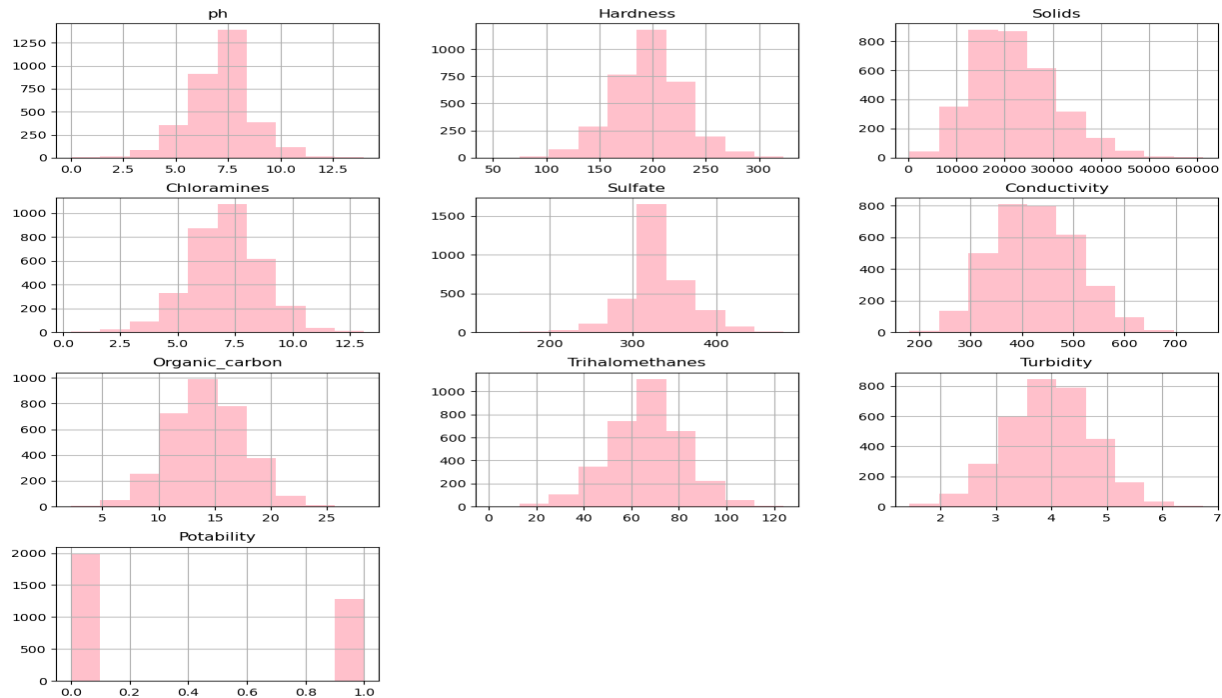 ph
Hardness
Solids
1250
1000
750
500
250
0
0.0 2.5 5.0 7.5 10.0 12.5
1000
750
500
250
0
50 100 150 200 250 300
800
600
400
200
0
0 10000 20000 30000 40000 50000 60000
Chloramines
Sulfate
Conductivity
1000
800
600
400
200
0
0.0 2.5 5.0 7.5 10.0 12.5
1500
1000
500
0
200 300 400
800
600
400
200
0
200 300 400 500 600 700
Organic_carbon
Trihalomethanes
Turbidity
1000
800
600
400
200
0
5 10 15 20 25
1000
800
600
400
200
0
0 20 40 60 80 100 120
800
600
400
200
0
2 3 4 5 6 7
Potability
2000
1500
1000
500
0
0.0 0.2 0.4 0.6 0.8 1.0